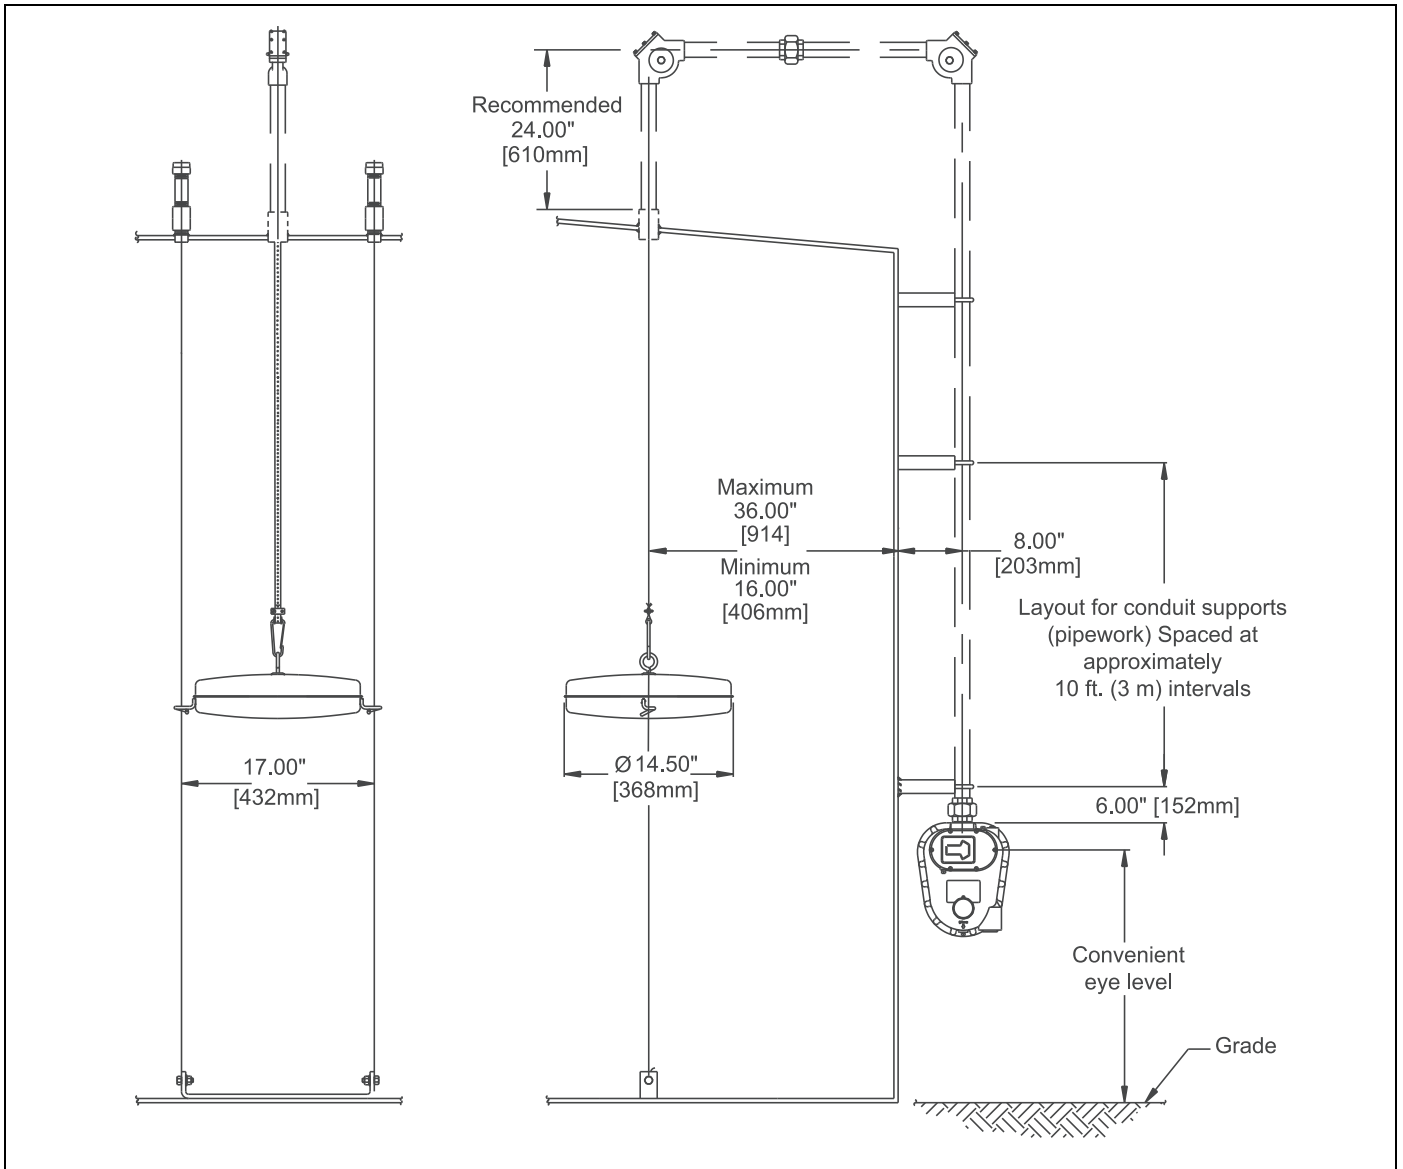 Recommended
24.00"
[610mm]
Maximum
36.00"
[914]
Minimum
16.00"
[406mm]
8.00"
[203mm]
Layout for conduit supports
(pipework) Spaced at
approximately
10 ft. (3 m) intervals
17.00"
[432mm]
Ø14.50"
[368mm]
6.00" [152mm]
Convenient
eye level
Grade